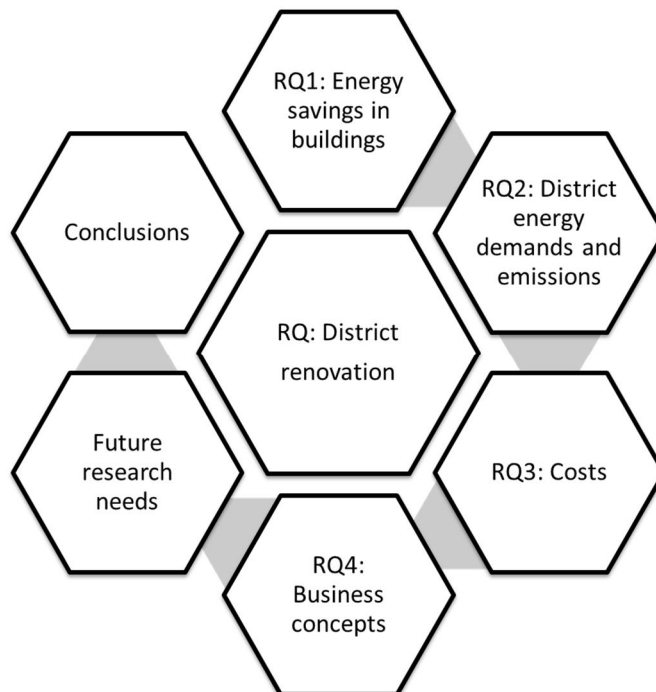 RQ1: Energy
savings in
buildings
RQ2: District
energy
demands and
emissions
RQ3: Costs
RQ4:
Business
concepts
Future
research
needs
Conclusions
RQ: District
renovation